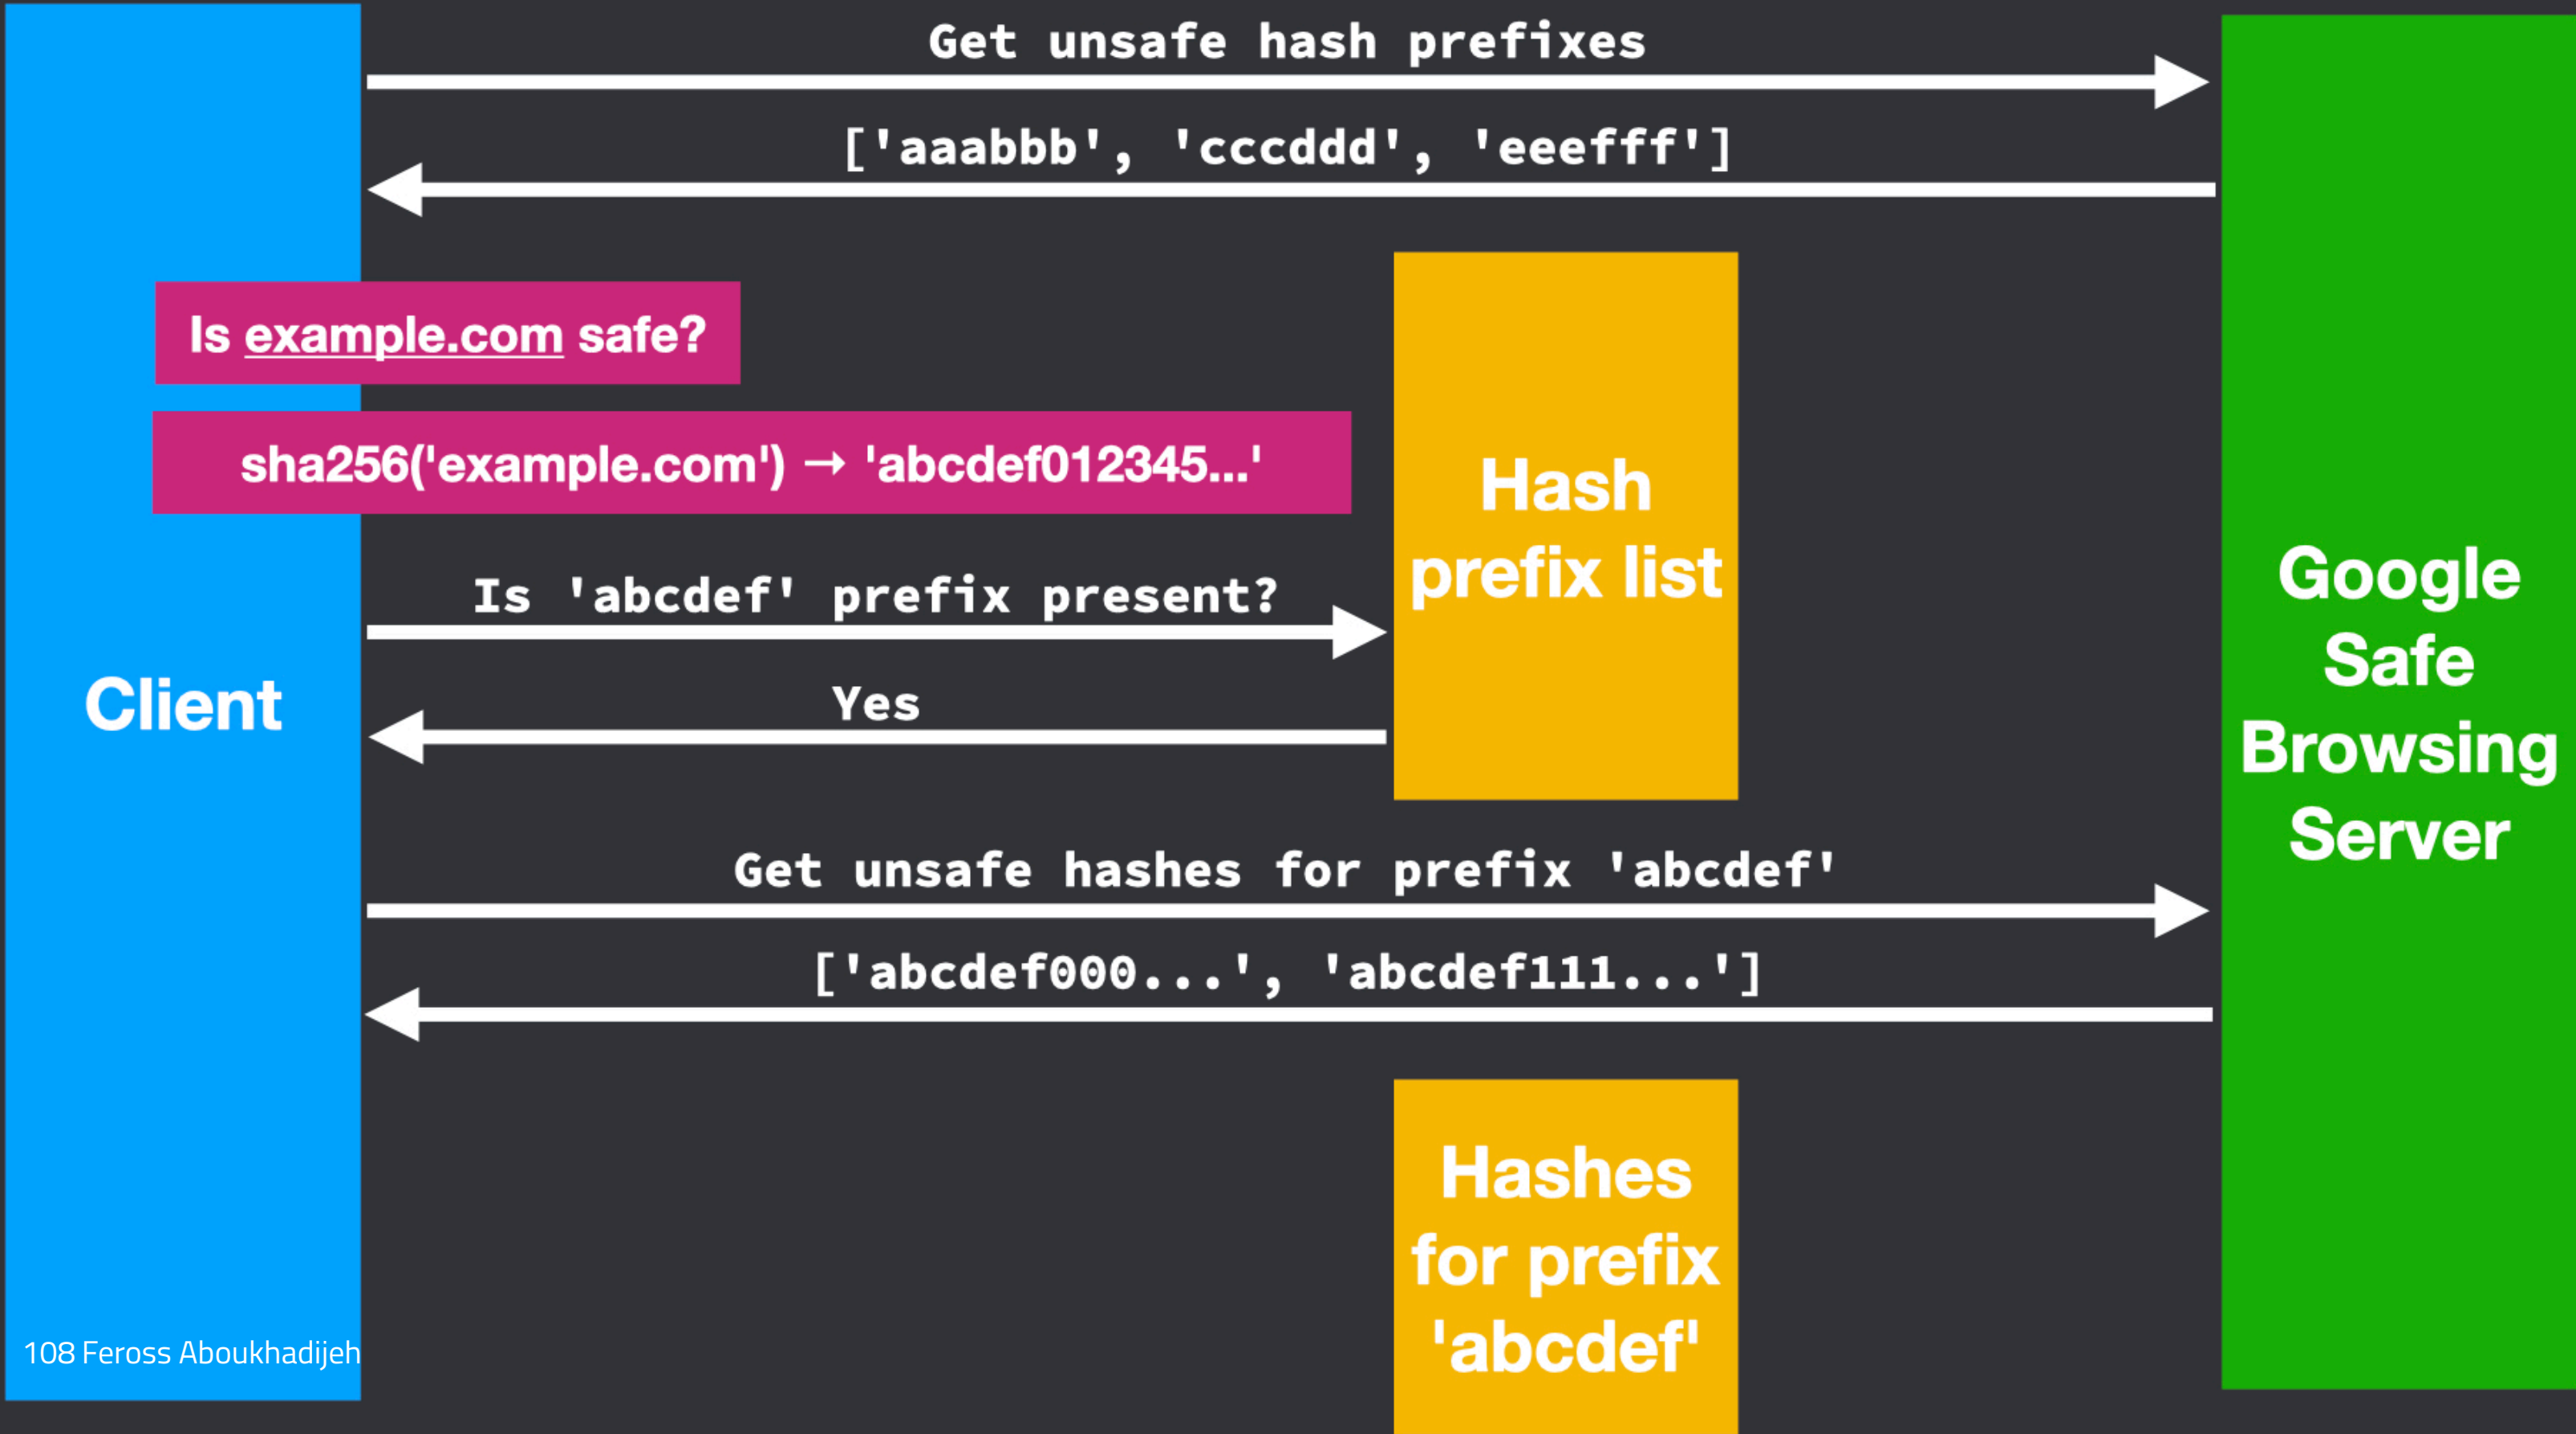 Get unsafe hash prefixes
['aaabbb', 'cccddd', 'eeefff']
Is example.com safe?
sha256('example.com') → 'abcdef012345...'
Hash
prefix list
Is 'abcdef' prefix present?
Yes
Client
Google
Safe
Browsing
Server
Get unsafe hashes for prefix 'abcdef'
['abcdef000...', 'abcdef111...']
Hashes
for prefix
'abcdef'
108 Feross Aboukhadijeh